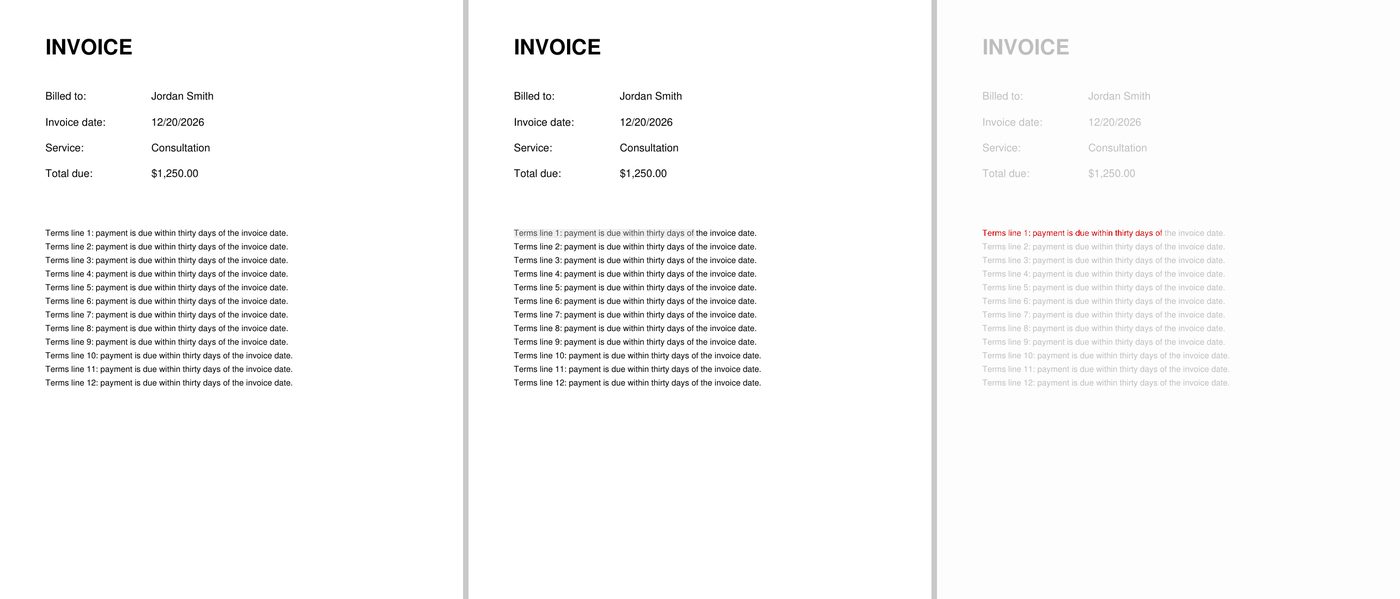 INVOICE
Billed to: Jordan Smith
Invoice date: 12/20/2026
Service: Consultation
Total due: $1,250.00
Terms line 1: payment is due within thirty days of the invoice date.
Terms line 2: payment is due within thirty days of the invoice date.
Terms line 3: payment is due within thirty days of the invoice date.
Terms line 4: payment is due within thirty days of the invoice date.
Terms line 5: payment is due within thirty days of the invoice date.
Terms line 6: payment is due within thirty days of the invoice date.
Terms line 7: payment is due within thirty days of the invoice date.
Terms line 8: payment is due within thirty days of the invoice date.
Terms line 9: payment is due within thirty days of the invoice date.
Terms line 10: payment is due within thirty days of the invoice date.
Terms line 11: payment is due within thirty days of the invoice date.
Terms line 12: payment is due within thirty days of the invoice date.
INVOICE
Billed to: Jordan Smith
Invoice date: 12/20/2026
Service: Consultation
Total due: $1,250.00
Terms line 1: payment is due within thirty days of the invoice date.
Terms line 2: payment is due within thirty days of the invoice date.
Terms line 3: payment is due within thirty days of the invoice date.
Terms line 4: payment is due within thirty days of the invoice date.
Terms line 5: payment is due within thirty days of the invoice date.
Terms line 6: payment is due within thirty days of the invoice date.
Terms line 7: payment is due within thirty days of the invoice date.
Terms line 8: payment is due within thirty days of the invoice date.
Terms line 9: payment is due within thirty days of the invoice date.
Terms line 10: payment is due within thirty days of the invoice date.
Terms line 11: payment is due within thirty days of the invoice date.
Terms line 12: payment is due within thirty days of the invoice date.
INVOICE
Billed to: Jordan Smith
Invoice date: 12/20/2026
Service: Consultation
Total due: $1,250.00
Terms line 1: payment is due within thirty days of the invoice date.
Terms line 2: payment is due within thirty days of the invoice date.
Terms line 3: payment is due within thirty days of the invoice date.
Terms line 4: payment is due within thirty days of the invoice date.
Terms line 5: payment is due within thirty days of the invoice date.
Terms line 6: payment is due within thirty days of the invoice date.
Terms line 7: payment is due within thirty days of the invoice date.
Terms line 8: payment is due within thirty days of the invoice date.
Terms line 9: payment is due within thirty days of the invoice date.
Terms line 10: payment is due within thirty days of the invoice date.
Terms line 11: payment is due within thirty days of the invoice date.
Terms line 12: payment is due within thirty days of the invoice date.